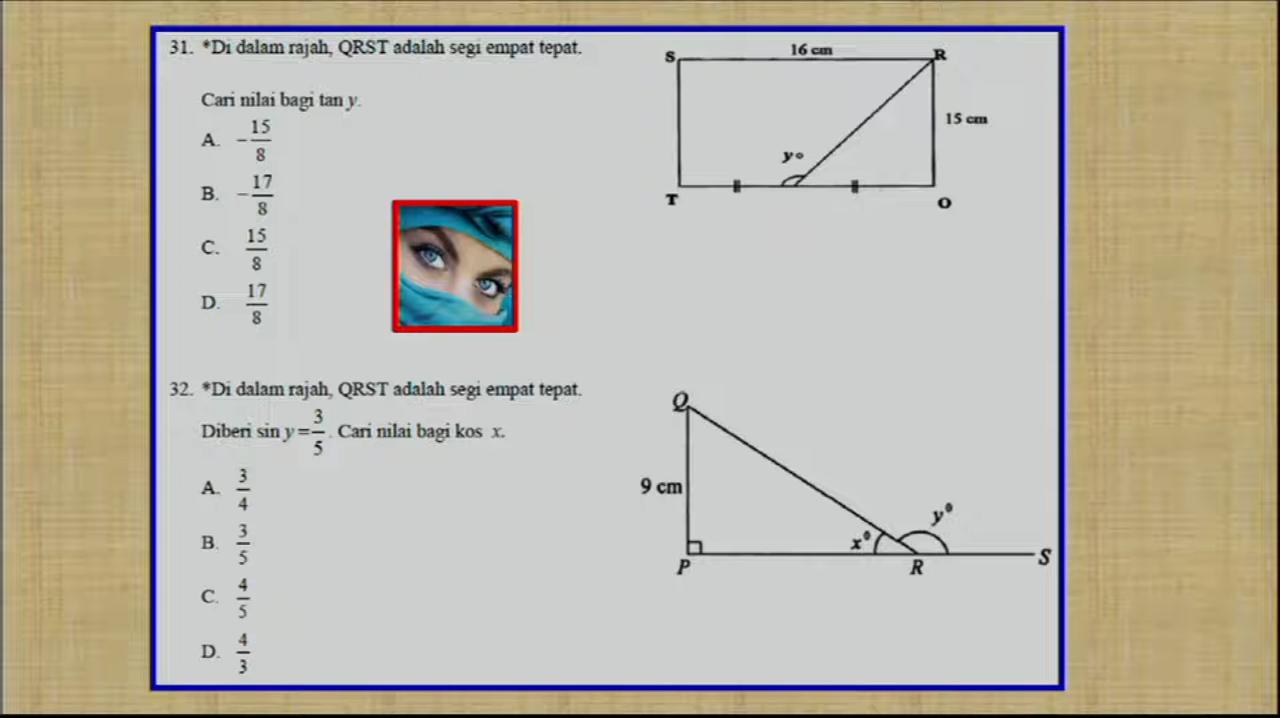 31. *Di dalam rajah, QRST adalah segi empat tepat.
Cari nilai bagi tan y.
A. -15/8
B. -17/8
C. 15/8
D. 17/8
S 16 cm R
15 cm
y°
T O
32. *Di dalam rajah, QRST adalah segi empat tepat.
Diberi sin y = 3/5 . Cari nilai bagi kos x.
A. 3/4
B. 3/5
C. 4/5
D. 4/3
Q
9 cm
x° y°
P R S